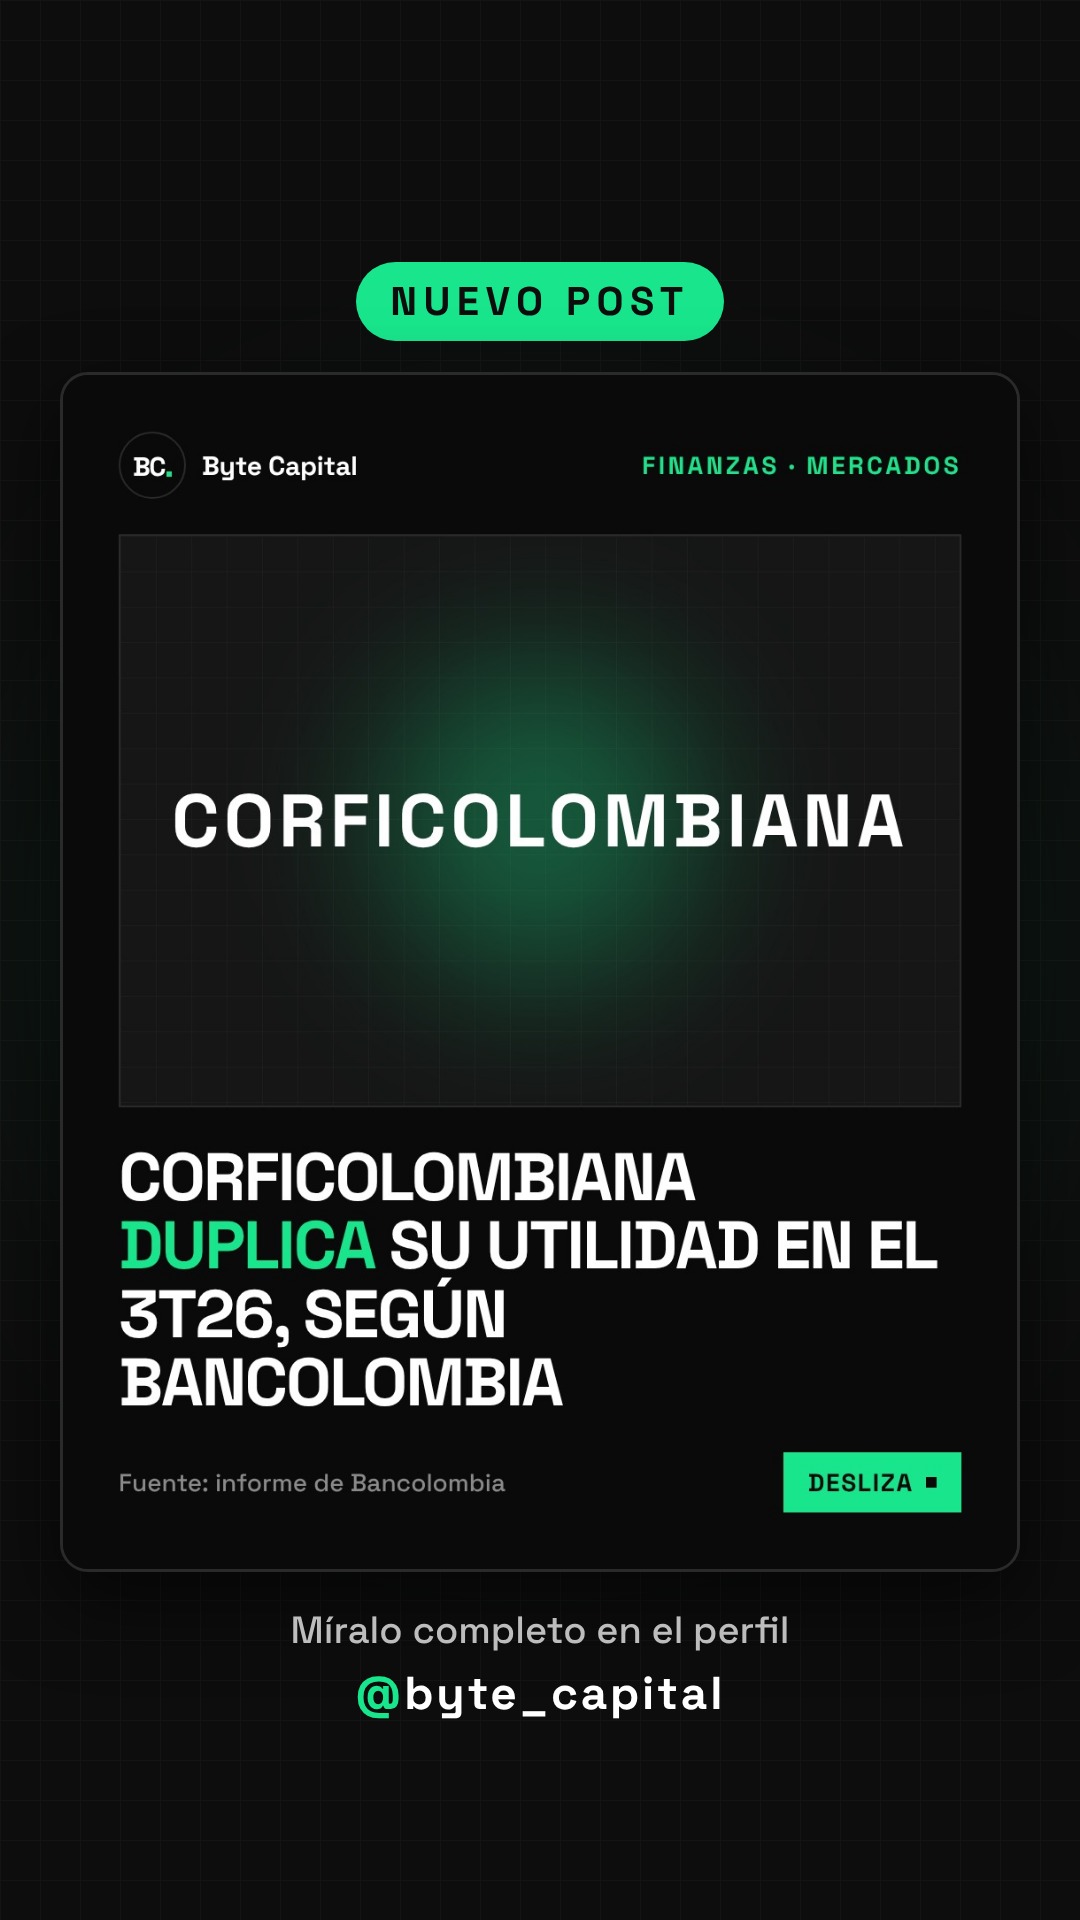 NUEVO POST
BC.
Byte Capital
FINANZAS · MERCADOS
CORFICOLOMBIANA
CORFICOLOMBIANA
DUPLICA SU UTILIDAD EN EL
3T26, SEGÚN
BANCOLOMBIA
Fuente: informe de Bancolombia
DESLIZA ▪
Míralo completo en el perfil
@byte_capital